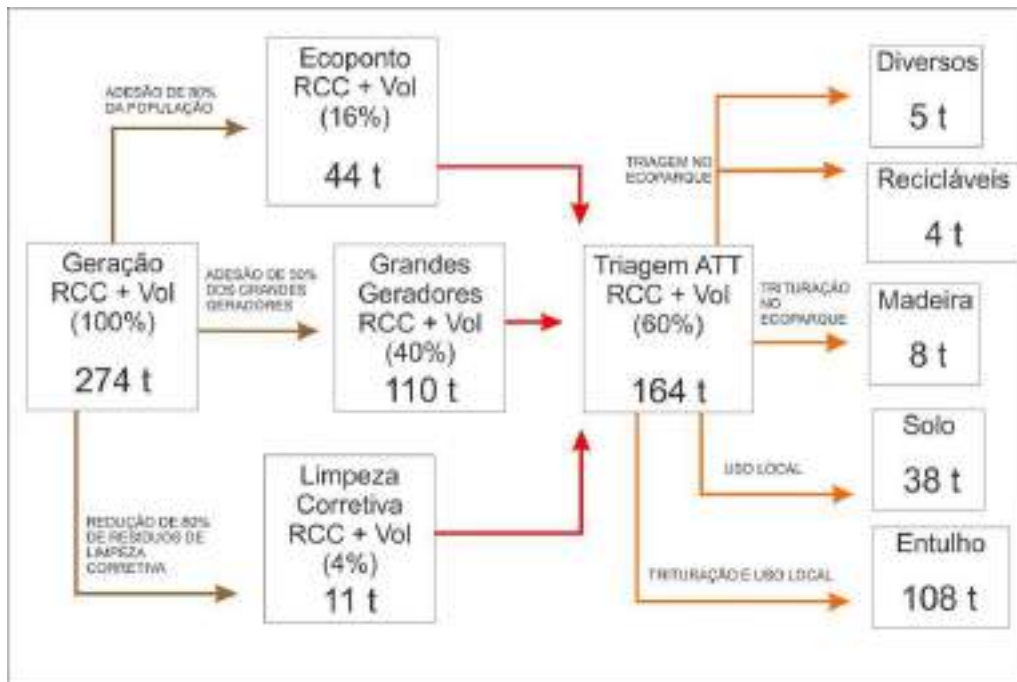 Ecoponto
RCC + Vol
(16%)
44 t
ADESÃO DE 80%
DA POPULAÇÃO
Geração
RCC + Vol
(100%)
274 t
ADESÃO DE 50%
DOS GRANDES
GERADORES
Grandes
Geradores
RCC + Vol
(40%)
110 t
REDUÇÃO DE 80%
DE RESÍDUOS DE
LIMPEZA
CORRETIVA
Limpeza
Corretiva
RCC + Vol
(4%)
11 t
Triagem ATT
RCC + Vol
(60%)
164 t
TRIAGEM NO
ECOPARQUE
Diversos
5 t
Recicláveis
4 t
TRITURAÇÃO
NO
ECOPARQUE
Madeira
8 t
USO LOCAL
Solo
38 t
TRITURAÇÃO E USO LOCAL
Entulho
108 t